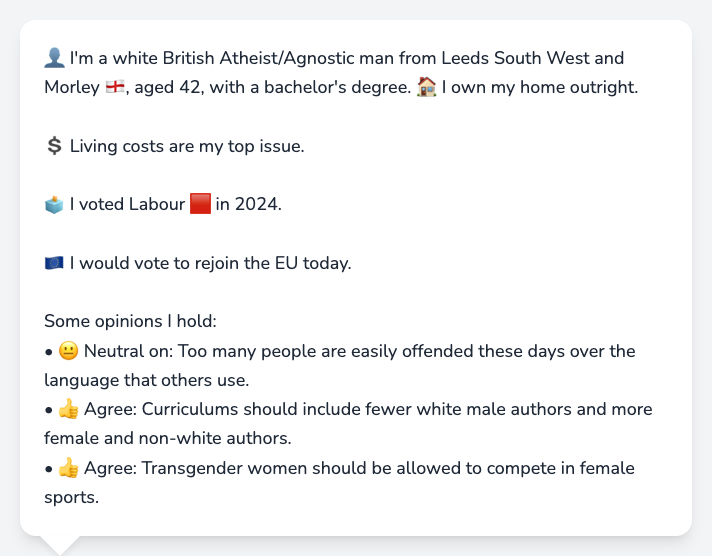 👤 I'm a white British Atheist/Agnostic man from Leeds South West and
Morley 🏴󠁧󠁢󠁥󠁮󠁧󠁿, aged 42, with a bachelor's degree. 🏠 I own my home outright.
💲 Living costs are my top issue.
🗳️ I voted Labour 🟥 in 2024.
🇪🇺 I would vote to rejoin the EU today.
Some opinions I hold:
• 😐 Neutral on: Too many people are easily offended these days over the
language that others use.
• 👍 Agree: Curriculums should include fewer white male authors and more
female and non-white authors.
• 👍 Agree: Transgender women should be allowed to compete in female
sports.